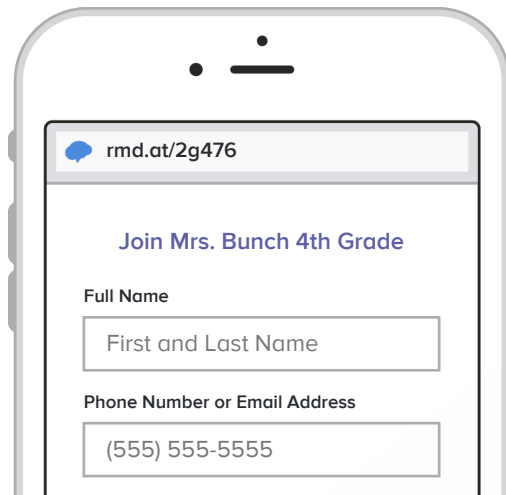 rmd.at/2g476
Join Mrs. Bunch 4th Grade
Full Name
First and Last Name
Phone Number or Email Address
(555) 555-5555